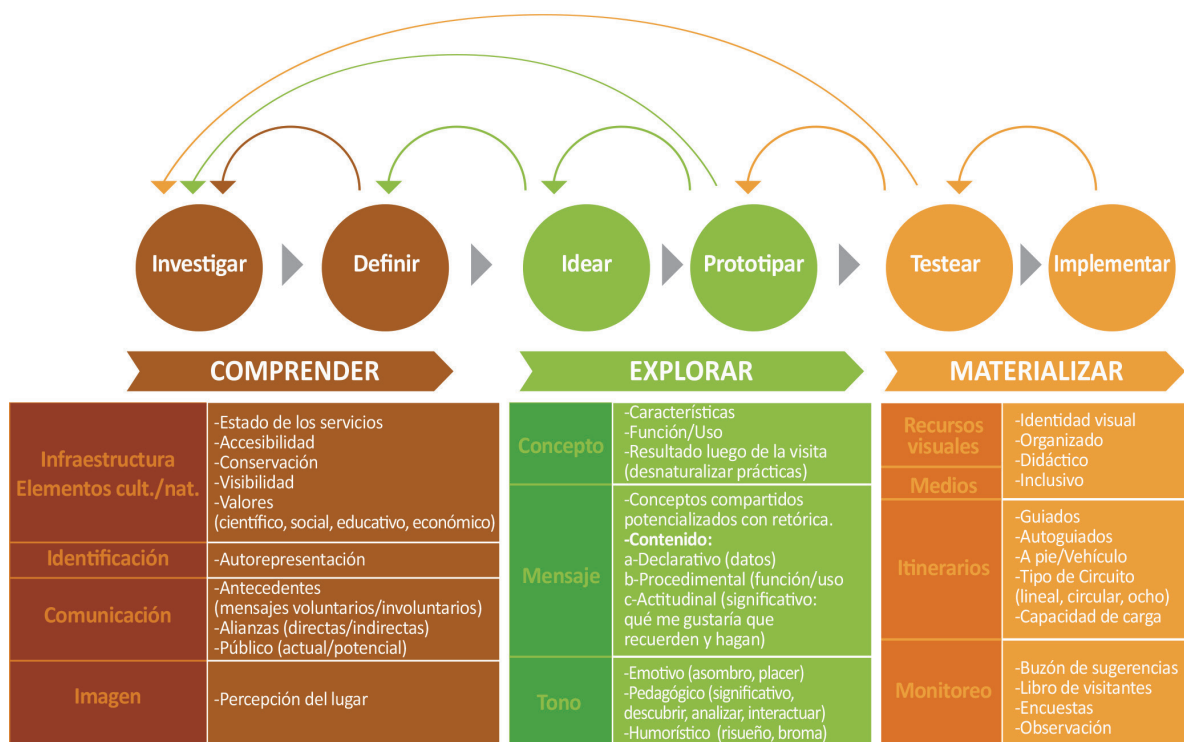 Investigar
Definir
Idear
Prototipar
Testear
Implementar
COMPRENDER
EXPLORAR
MATERIALIZAR
Infraestructura
Elementos cult./nat.
-Estado de los servicios
-Accesibilidad
-Conservación
-Visibilidad
-Valores
(científico, social, educativo, económico)
Identificación
-Autorepresentación
Comunicación
-Antecedentes
(mensajes voluntarios/involuntarios)
-Alianzas (directas/indirectas)
-Público (actual/potencial)
Imagen
-Percepción del lugar
Concepto
-Características
-Función/Uso
-Resultado luego de la visita
(desnaturalizar prácticas)
Mensaje
-Conceptos compartidos
potencializados con retórica.
-Contenido:
a-Declarativo (datos)
b-Procedimental (función/uso
c-Actitudinal (significativo:
qué me gustaría que
recuerden y hagan)
Tono
-Emotivo (asombro, placer)
-Pedagógico (significativo,
descubrir, analizar, interactuar)
-Humorístico (risueño, broma)
Recursos
visuales
Medios
-Identidad visual
-Organizado
-Didáctico
-Inclusivo
Itinerarios
-Guiados
-Autoguiados
-A pie/Vehículo
-Tipo de Circuito
(lineal, circular, ocho)
-Capacidad de carga
Monitoreo
-Buzón de sugerencias
-Libro de visitantes
-Encuestas
-Observación